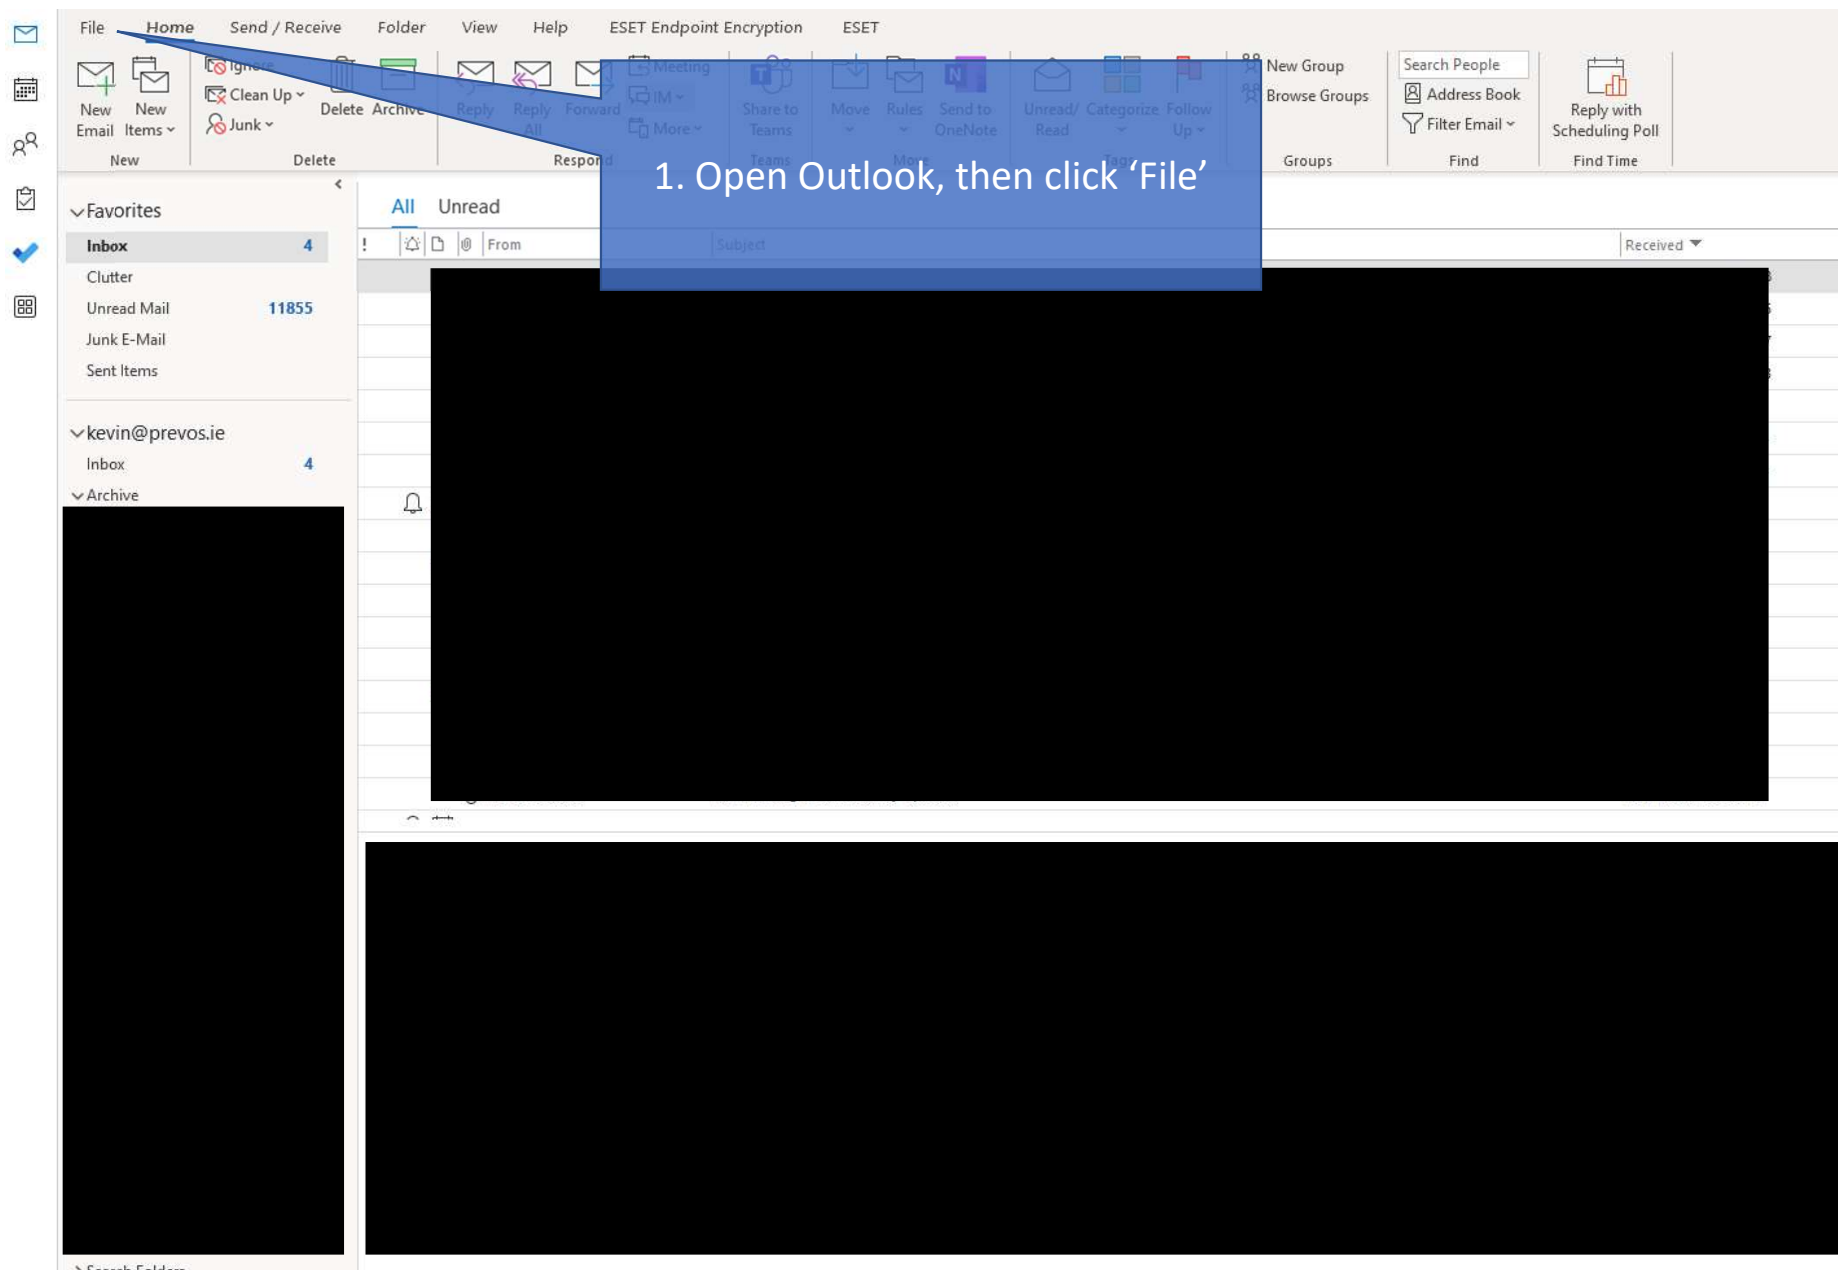 File Home Send / Receive Folder View Help ESET Endpoint Encryption ESET
New Email
New Items
Ignore
Clean Up
Junk
Delete
Archive
Reply
Reply All
Forward
Meeting
IM
More
Share to Teams
Move
Rules
Send to OneNote
Unread/ Read
Categorize
Follow Up
New Group
Browse Groups
Search People
Address Book
Filter Email
Reply with Scheduling Poll
New Delete Respond Teams Move Tags Groups Find Find Time
1. Open Outlook, then click ‘File’
Favorites
Inbox 4
Clutter
Unread Mail 11855
Junk E-Mail
Sent Items
kevin@prevos.ie
Inbox 4
Archive
Search Folders
All Unread
! From Subject Received